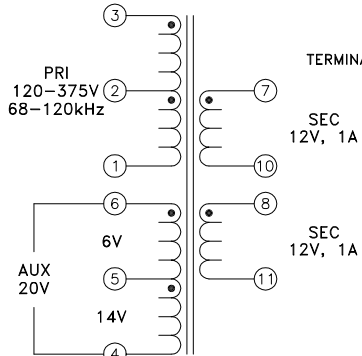 3
PRI
120-375V
68-120kHz
2
1
6
6V
AUX
20V
5
14V
4
TERMINA
7
SEC
12V, 1A
10
8
SEC
12V, 1A
11